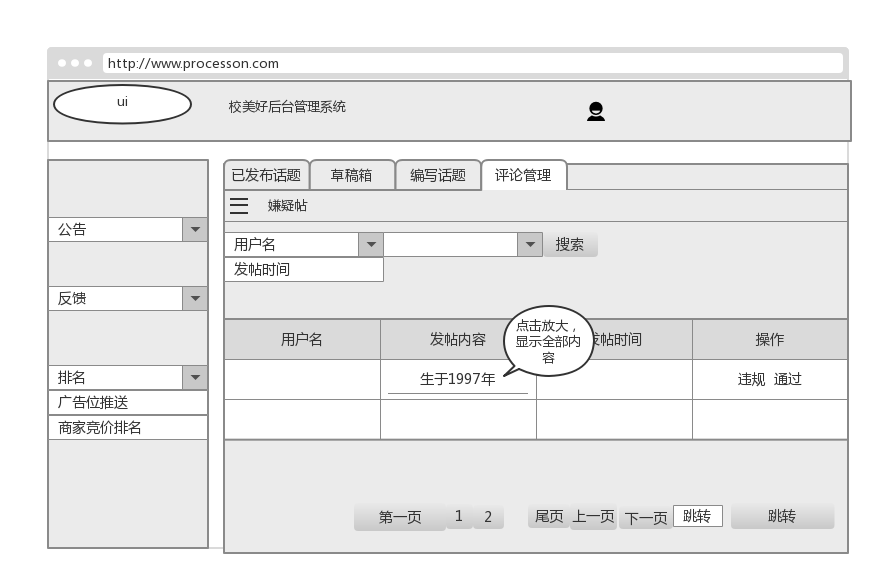 http://www.processon.com
ui
校美好后台管理系统
已发布话题 草稿箱 编写话题 评论管理
嫌疑帖
公告
用户名 搜索
发帖时间
反馈
点击放大，
显示全部内
容
用户名 发帖内容 发帖时间 操作
生于1997年 违规 通过
排名
广告位推送
商家竞价排名
第一页 1 2 尾页 上一页 下一页 跳转 跳转